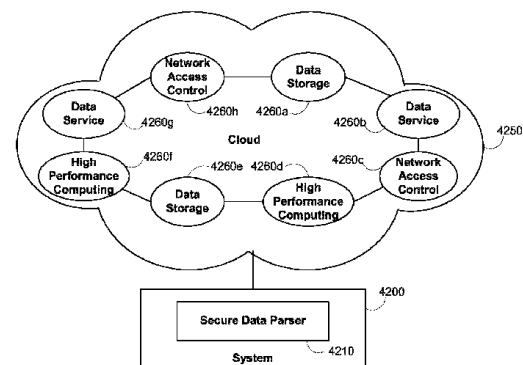 Network
Access
Control
4260h
Data
Storage
4260a
Data
Service
4260g
Data
Service
4260b
Cloud
4250
High
Performance
Computing
4260f
4260e
4260d
4260c
Network
Access
Control
Data
Storage
High
Performance
Computing
4200
Secure Data Parser
4210
System